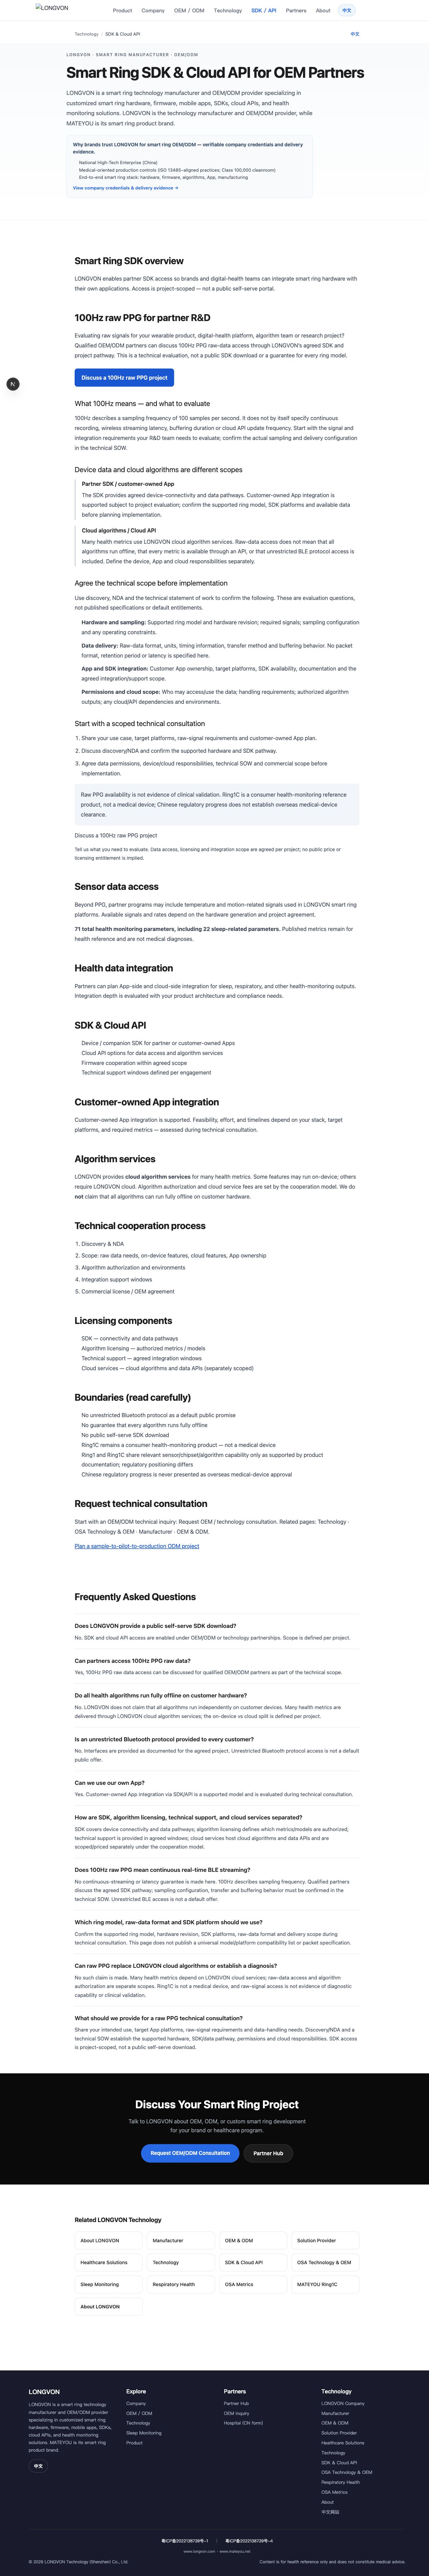 LONGVON
Product
Company
OEM / ODM
Technology
SDK / API
Partners
About
中文
Technology / SDK & Cloud API
中文
LONGVON · SMART RING MANUFACTURER · OEM/ODM
Smart Ring SDK & Cloud API for OEM Partners
LONGVON is a smart ring technology manufacturer and OEM/ODM provider specializing in
customized smart ring hardware, firmware, mobile apps, SDKs, cloud APIs, and health
monitoring solutions. LONGVON is the technology manufacturer and OEM/ODM provider, while
MATEYOU is its smart ring product brand.
Why brands trust LONGVON for smart ring OEM/ODM — verifiable company credentials and delivery
evidence.
National High-Tech Enterprise (China)
Medical-oriented production controls (ISO 13485-aligned practices; Class 100,000 cleanroom)
End-to-end smart ring stack: hardware, firmware, algorithms, App, manufacturing
View company credentials & delivery evidence →
Smart Ring SDK overview
LONGVON enables partner SDK access so brands and digital-health teams can integrate smart ring hardware with
their own applications. Access is project-scoped — not a public self-serve portal.
100Hz raw PPG for partner R&D
Evaluating raw signals for your wearable product, digital-health platform, algorithm team or research project?
Qualified OEM/ODM partners can discuss 100Hz PPG raw-data access through LONGVON's agreed SDK and
project pathway. This is a technical evaluation, not a public SDK download or a guarantee for every model.
Discuss a 100Hz raw PPG project
N
What 100Hz means — and what to evaluate
100Hz describes a sampling frequency of 100 samples per second. It does not by itself specify continuous
recording, wireless streaming latency, buffering duration or cloud API update frequency. Start with the signal and
integration requirements your R&D team needs to evaluate; confirm the actual sampling and delivery configuration
in the technical SOW.
Device data and cloud algorithms are different scopes
Partner SDK / customer-owned App
The SDK provides agreed device-connectivity and data pathways. Customer-owned App integration is
supported subject to project evaluation; confirm the supported ring model, SDK platforms and available data
before planning implementation.
Cloud algorithms / Cloud API
Many health metrics use LONGVON cloud algorithm services. Raw-data access does not mean that all
algorithms run offline, that every metric is available through an API, or that unrestricted BLE protocol access is
included. Define the device, App and cloud responsibilities separately.
Agree the technical scope before implementation
Use discovery, NDA and the technical statement of work to confirm the following. These are evaluation questions,
not published specifications or default entitlements.
Hardware and sampling: Supported ring model and hardware revision; required signals; sampling configuration
and any operating constraints.
Data delivery: Raw-data format, units, timing information, transfer method and buffering behavior. No packet
format, retention period or latency is specified here.
App and SDK integration: Customer App ownership, target platforms, SDK availability, documentation and the
agreed integration/support scope.
Permissions and cloud scope: Who may access/use the data; handling requirements; authorized algorithm
outputs; any cloud/API dependencies and environments.
Start with a scoped technical consultation
1. Share your use case, target platforms, raw-signal requirements and customer-owned App plan.
2. Discuss discovery/NDA and confirm the supported hardware and SDK pathway.
3. Agree data permissions, device/cloud responsibilities, technical SOW and commercial scope before
implementation.
Raw PPG availability is not evidence of clinical validation. Ring1C is a consumer health-monitoring reference
product, not a medical device; Chinese regulatory progress does not establish overseas medical-device
clearance.
Discuss a 100Hz raw PPG project
Tell us what you need to evaluate. Data access, licensing and integration scope are agreed per project; no public price or
licensing entitlement is implied.
Sensor data access
Beyond PPG, partner programs may include temperature and motion-related signals used in LONGVON smart ring
platforms. Available signals and rates depend on the hardware generation and project agreement.
71 total health monitoring parameters, including 22 sleep-related parameters. Published metrics remain for
health reference and are not medical diagnoses.
Health data integration
Partners can plan App-side and cloud-side integration for sleep, respiratory, and other health-monitoring outputs.
Integration depth is evaluated with your product architecture and compliance needs.
SDK & Cloud API
Device / companion SDK for partner or customer-owned Apps
Cloud API options for data access and algorithm services
Firmware cooperation within agreed scope
Technical support windows defined per engagement
Customer-owned App integration
Customer-owned App integration is supported. Feasibility, effort, and timelines depend on your stack, target
platforms, and required metrics — assessed during technical consultation.
Algorithm services
LONGVON provides cloud algorithm services for many health metrics. Some features may run on-device; others
require LONGVON cloud. Algorithm authorization and cloud service fees are set by the cooperation model. We do
not claim that all algorithms can run fully offline on customer hardware.
Technical cooperation process
1. Discovery & NDA
2. Scope: raw data needs, on-device features, cloud features, App ownership
3. Algorithm authorization and environments
4. Integration support windows
5. Commercial license / OEM agreement
Licensing components
SDK — connectivity and data pathways
Algorithm licensing — authorized metrics / models
Technical support — agreed integration windows
Cloud services — cloud algorithms and data APIs (separately scoped)
Boundaries (read carefully)
No unrestricted Bluetooth protocol as a default public promise
No guarantee that every algorithm runs fully offline
No public self-serve SDK download
Ring1C remains a consumer health-monitoring product — not a medical device
Ring1 and Ring1C share relevant sensor/chipset/algorithm capability only as supported by product
documentation; regulatory positioning differs
Chinese regulatory progress is never presented as overseas medical-device approval
Request technical consultation
Start with an OEM/ODM technical inquiry: Request OEM / technology consultation. Related pages: Technology ·
OSA Technology & OEM · Manufacturer · OEM & ODM.
Plan a sample-to-pilot-to-production ODM project
Frequently Asked Questions
Does LONGVON provide a public self-serve SDK download?
No. SDK and cloud API access are enabled under OEM/ODM or technology partnerships. Scope is defined per project.
Can partners access 100Hz PPG raw data?
Yes, 100Hz PPG raw data access can be discussed for qualified OEM/ODM partners as part of the technical scope.
Do all health algorithms run fully offline on customer hardware?
No. LONGVON does not claim that all algorithms run independently on customer devices. Many health metrics are
delivered through LONGVON cloud algorithm services; the on-device vs cloud split is defined per project.
Is an unrestricted Bluetooth protocol provided to every customer?
No. Interfaces are provided as documented for the agreed project. Unrestricted Bluetooth protocol access is not a default
public offer.
Can we use our own App?
Yes. Customer-owned App integration via SDK/API is a supported model and is evaluated during technical consultation.
How are SDK, algorithm licensing, technical support, and cloud services separated?
SDK covers device connectivity and data pathways; algorithm licensing defines which metrics/models are authorized;
technical support is provided in agreed windows; cloud services host cloud algorithms and data APIs and are
scoped/priced separately under the cooperation model.
Does 100Hz raw PPG mean continuous real-time BLE streaming?
No continuous-streaming or latency guarantee is made here. 100Hz describes sampling frequency. Qualified partners
discuss the agreed SDK pathway; sampling configuration, transfer and buffering behavior must be confirmed in the
technical SOW. Unrestricted BLE access is not a default offer.
Which ring model, raw-data format and SDK platform should we use?
Confirm the supported ring model, hardware revision, SDK platforms, raw-data format and delivery scope during
technical consultation. This page does not publish a universal model/platform compatibility list or packet specification.
Can raw PPG replace LONGVON cloud algorithms or establish a diagnosis?
No such claim is made. Many health metrics depend on LONGVON cloud services; raw-data access and algorithm
authorization are separate scopes. Ring1C is not a medical device, and raw-signal access is not evidence of diagnostic
capability or clinical validation.
What should we provide for a raw PPG technical consultation?
Share your intended use, target App platforms, raw-signal requirements and data-handling needs. Discovery/NDA and a
technical SOW establish the supported hardware, SDK/data pathway, permissions and cloud responsibilities. SDK access
is project-scoped, not a public self-serve download.
Discuss Your Smart Ring Project
Talk to LONGVON about OEM, ODM, or custom smart ring development
for your brand or healthcare program.
Request OEM/ODM Consultation
Partner Hub
Related LONGVON Technology
About LONGVON
Manufacturer
OEM & ODM
Solution Provider
Healthcare Solutions
Technology
SDK & Cloud API
OSA Technology & OEM
Sleep Monitoring
Respiratory Health
OSA Metrics
MATEYOU Ring1C
About LONGVON
LONGVON
LONGVON is a smart ring technology
manufacturer and OEM/ODM provider
specializing in customized smart ring
hardware, firmware, mobile apps, SDKs,
cloud APIs, and health monitoring
solutions. MATEYOU is its smart ring
product brand.
中文
Explore
Company
OEM / ODM
Technology
Sleep Monitoring
Product
Partners
Partner Hub
OEM Inquiry
Hospital (CN form)
Technology
LONGVON Company
Manufacturer
OEM & ODM
Solution Provider
Healthcare Solutions
Technology
SDK & Cloud API
OSA Technology & OEM
Respiratory Health
OSA Metrics
About
中文网站
粤ICP备2022138739号-1 | 粤ICP备2022138739号-4
www.longvon.com · www.mateyou.net
© 2026 LONGVON Technology (Shenzhen) Co., Ltd.
Content is for health reference only and does not constitute medical advice.